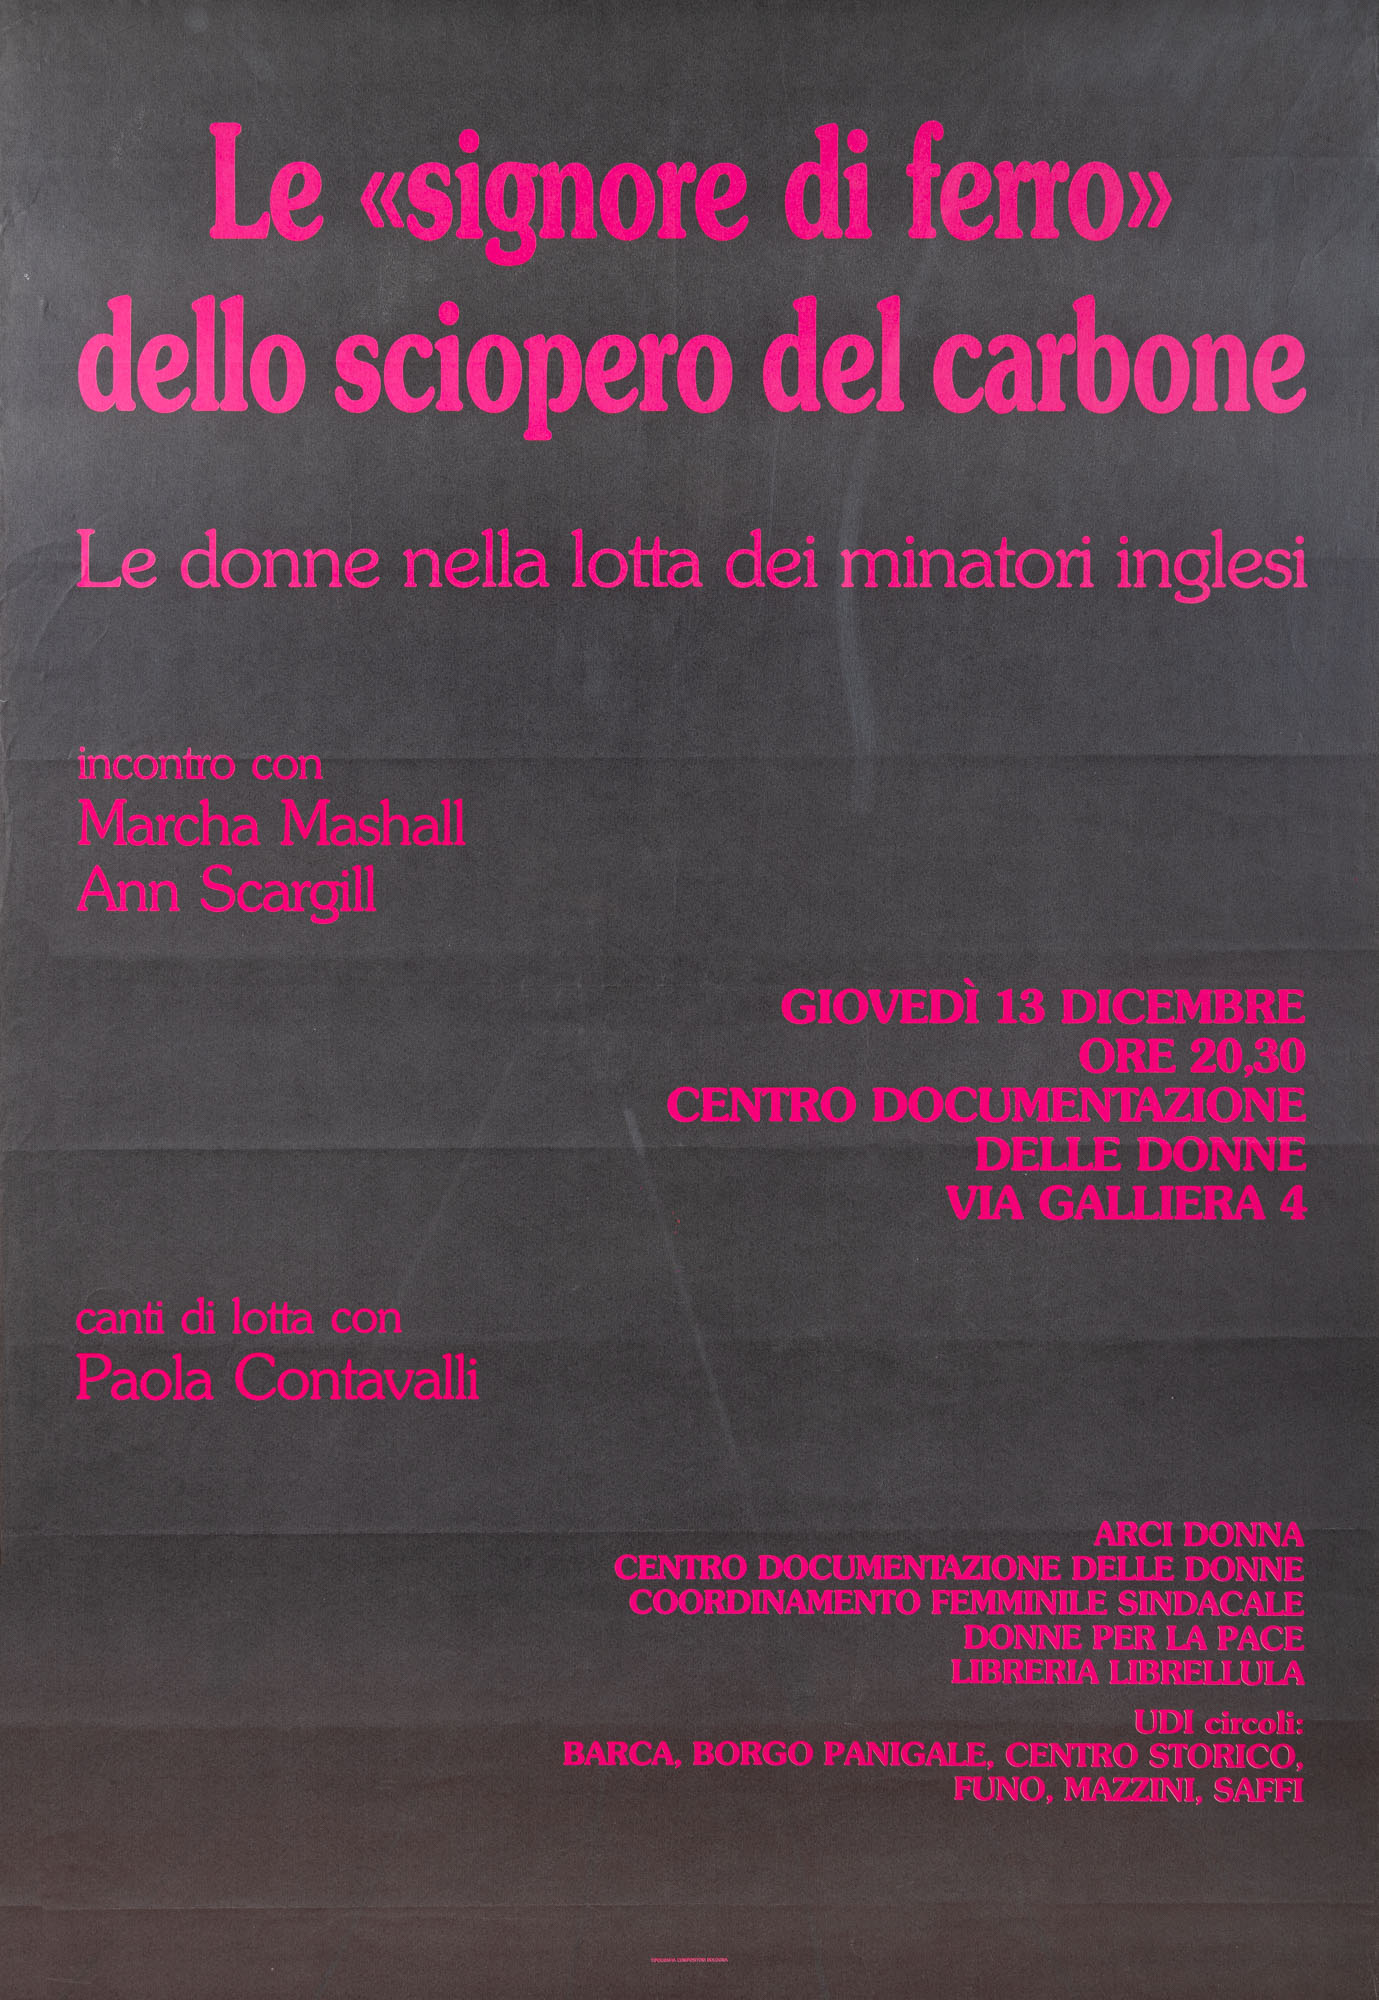 Le «signore di ferro»
dello sciopero del carbone
Le donne nella lotta dei minatori inglesi
incontro con
Marcha Mashall
Ann Scargill
GIOVEDÌ 13 DICEMBRE
ORE 20,30
CENTRO DOCUMENTAZIONE
DELLE DONNE
VIA GALLIERA 4
canti di lotta con
Paola Contavalli
ARCI DONNA
CENTRO DOCUMENTAZIONE DELLE DONNE
COORDINAMENTO FEMMINILE SINDACALE
DONNE PER LA PACE
LIBRERIA LIBRELLULA
UDI circoli:
BARCA, BORGO PANIGALE, CENTRO STORICO,
FUNO, MAZZINI, SAFFI
TIPOGRAFIA COMPOSITORI BOLOGNA